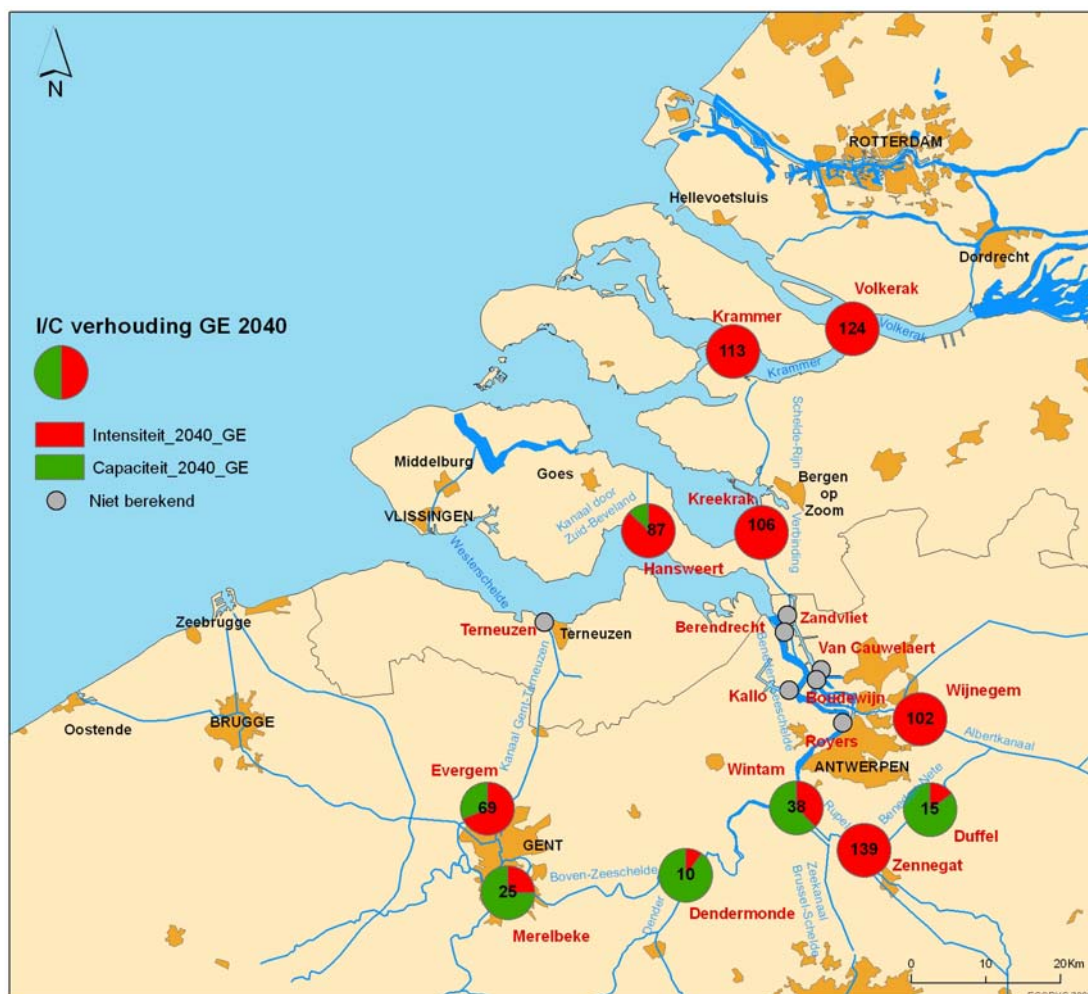 N
ROTTERDAM
Hellevoetsluis
Dordrecht
Volkerak
Krammer
124
Volkerak
I/C verhouding GE 2040
113
Krammer
Schelde-Rijn
Intensiteit_2040_GE
Capaciteit_2040_GE
Middelburg
Goes
Bergen
op
Zoom
Niet berekend
Kreekrak
Kanaal door
Zuid-Beveland
VLISSINGEN
87
106
Verbinding
Hansweert
Westerschelde
Zandvliet
Zeebrugge
Terneuzen
Terneuzen
Berendrecht
Van Cauwelaert
Kallo
Boudewijn
Wijnegem
Oostende
BRUGGE
Kanaal Gent-Terneuzen
102
Royers
Albertkanaal
Evergem
Wintam
ANTWERPEN
69
38
Rupel
15
Duffel
GENT
139
Zennegat
Boven-Zeeschelde
10
25
Dender
Dendermonde
Zeekanaal
Brussel-Schelde
Merelbeke
0 10 20Km